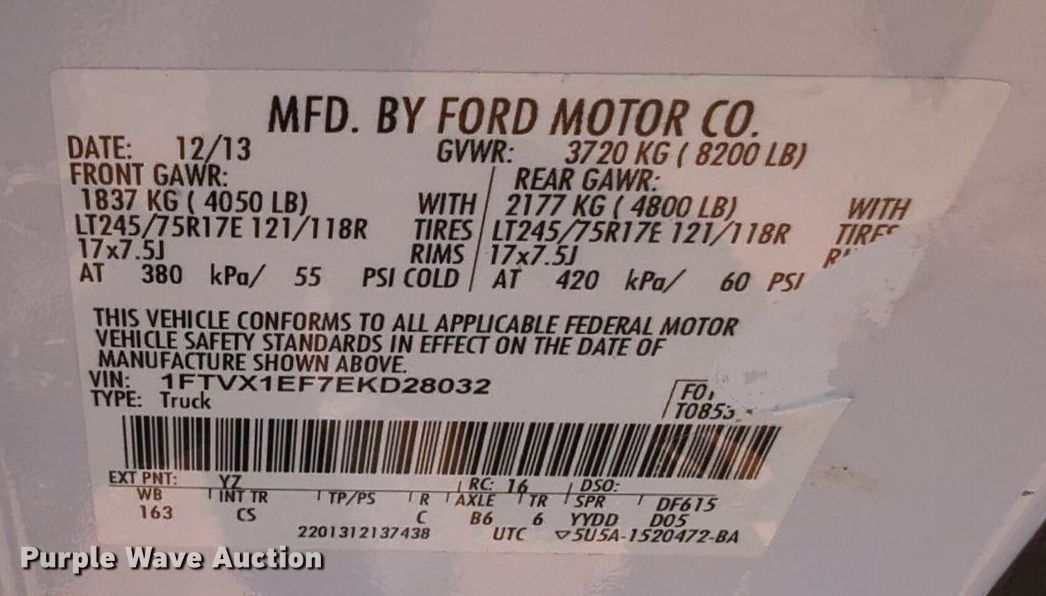 MFD. BY FORD MOTOR CO.
DATE: 12/13 GVWR: 3720 KG ( 8200 LB)
FRONT GAWR: REAR GAWR:
1837 KG ( 4050 LB) WITH 2177 KG ( 4800 LB) WITH
LT245/75R17E 121/118R TIRES LT245/75R17E 121/118R TIRES
17x7.5J RIMS 17x7.5J
AT 380 kPa/ 55 PSI COLD AT 420 kPa/ 60 PSI
THIS VEHICLE CONFORMS TO ALL APPLICABLE FEDERAL MOTOR
VEHICLE SAFETY STANDARDS IN EFFECT ON THE DATE OF
MANUFACTURE SHOWN ABOVE.
VIN: 1FTVX1EF7EKD28032
TYPE: Truck
EXT PNT: YZ RC: 16 DSO:
WB INT TR TP/PS R AXLE TR SPR DF615
163 CS C B6 6 YYDD D05
2201312137438 UTC ▽5U5A-1520472-BA
Purple Wave Auction